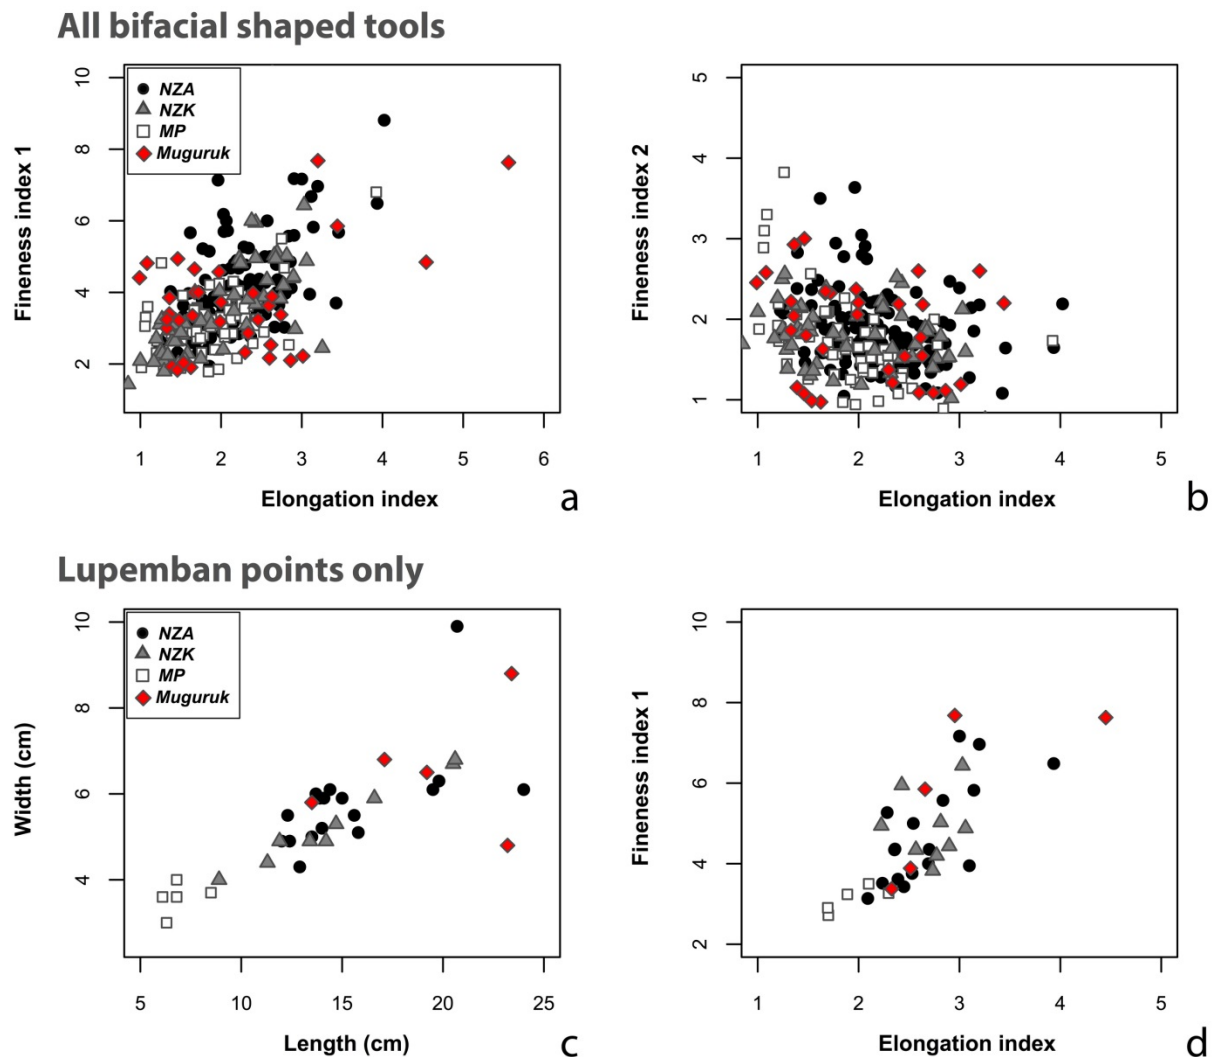 All bifacial shaped tools
10
8
6
4
2
Fineness index 1
NZA
NZK
MP
Muguruk
1 2 3 4 5 6
Elongation index
a
5
4
3
2
1
Fineness index 2
1 2 3 4 5
Elongation index
b
Lupemban points only
10
8
6
4
Width (cm)
NZA
NZK
MP
Muguruk
5 10 15 20 25
Length (cm)
c
10
8
6
4
2
Fineness index 1
1 2 3 4 5
Elongation index
d